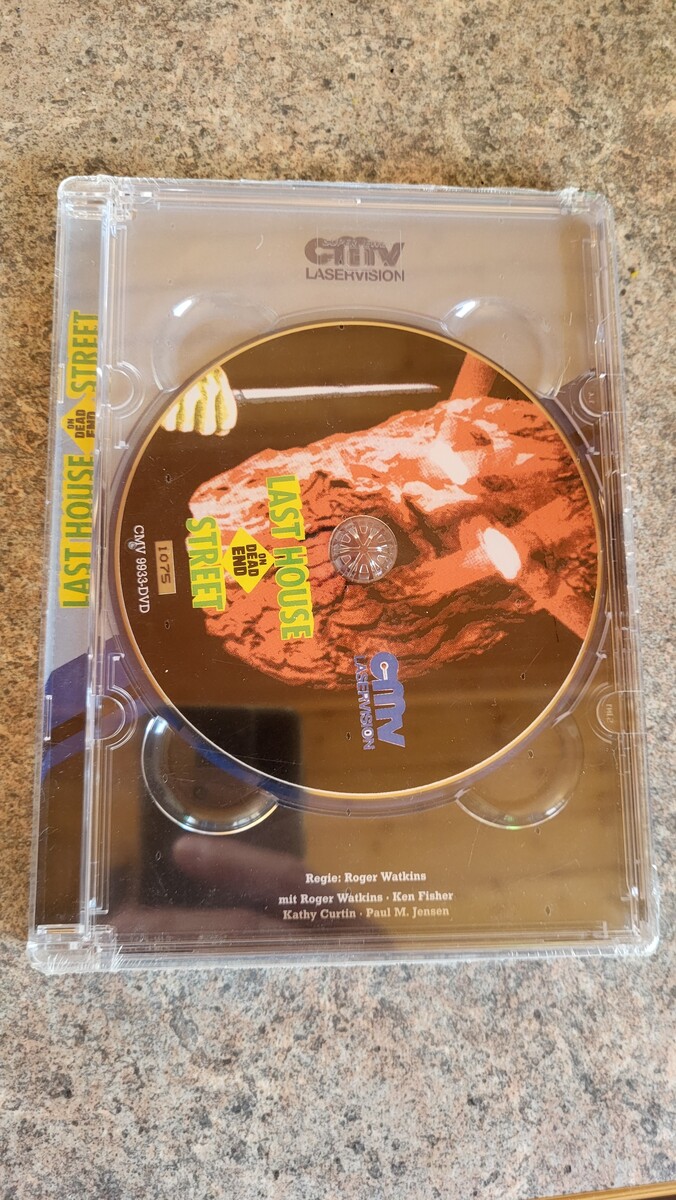 cmv
LASERVISION
LAST HOUSE
ON
DEAD
END
STREET
LAST HOUSE
ON
DEAD
END
STREET
1075
CMV 9933-DVD
cmv
LASERVISION
Regie: Roger Watkins
mit Roger Watkins · Ken Fisher
Kathy Curtin · Paul M. Jensen